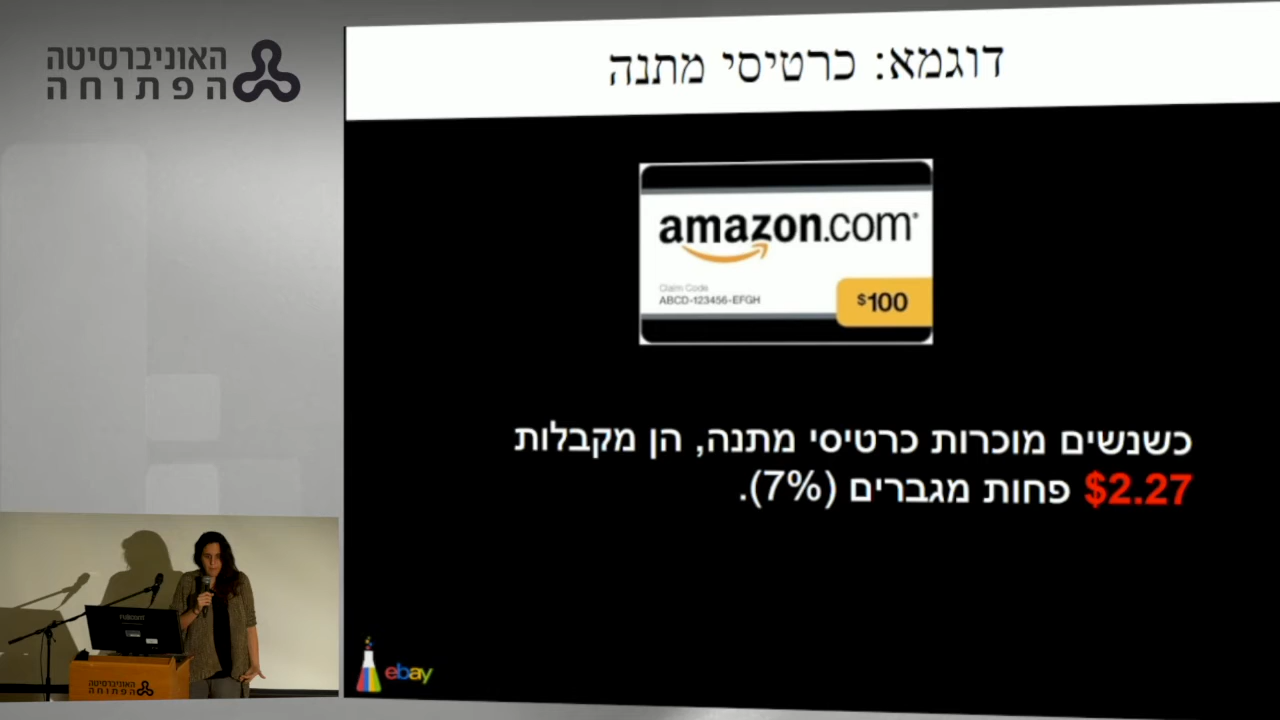 האוניברסיטה
הפתוחה
דוגמא: כרטיסי מתנה
amazon.com
Claim Code
ABCD-123456-EFGH
$100
כשנשים מוכרות כרטיסי מתנה, הן מקבלות
$2.27 פחות מגברים (7%).
ebay
האוניברסיטה
הפתוחה